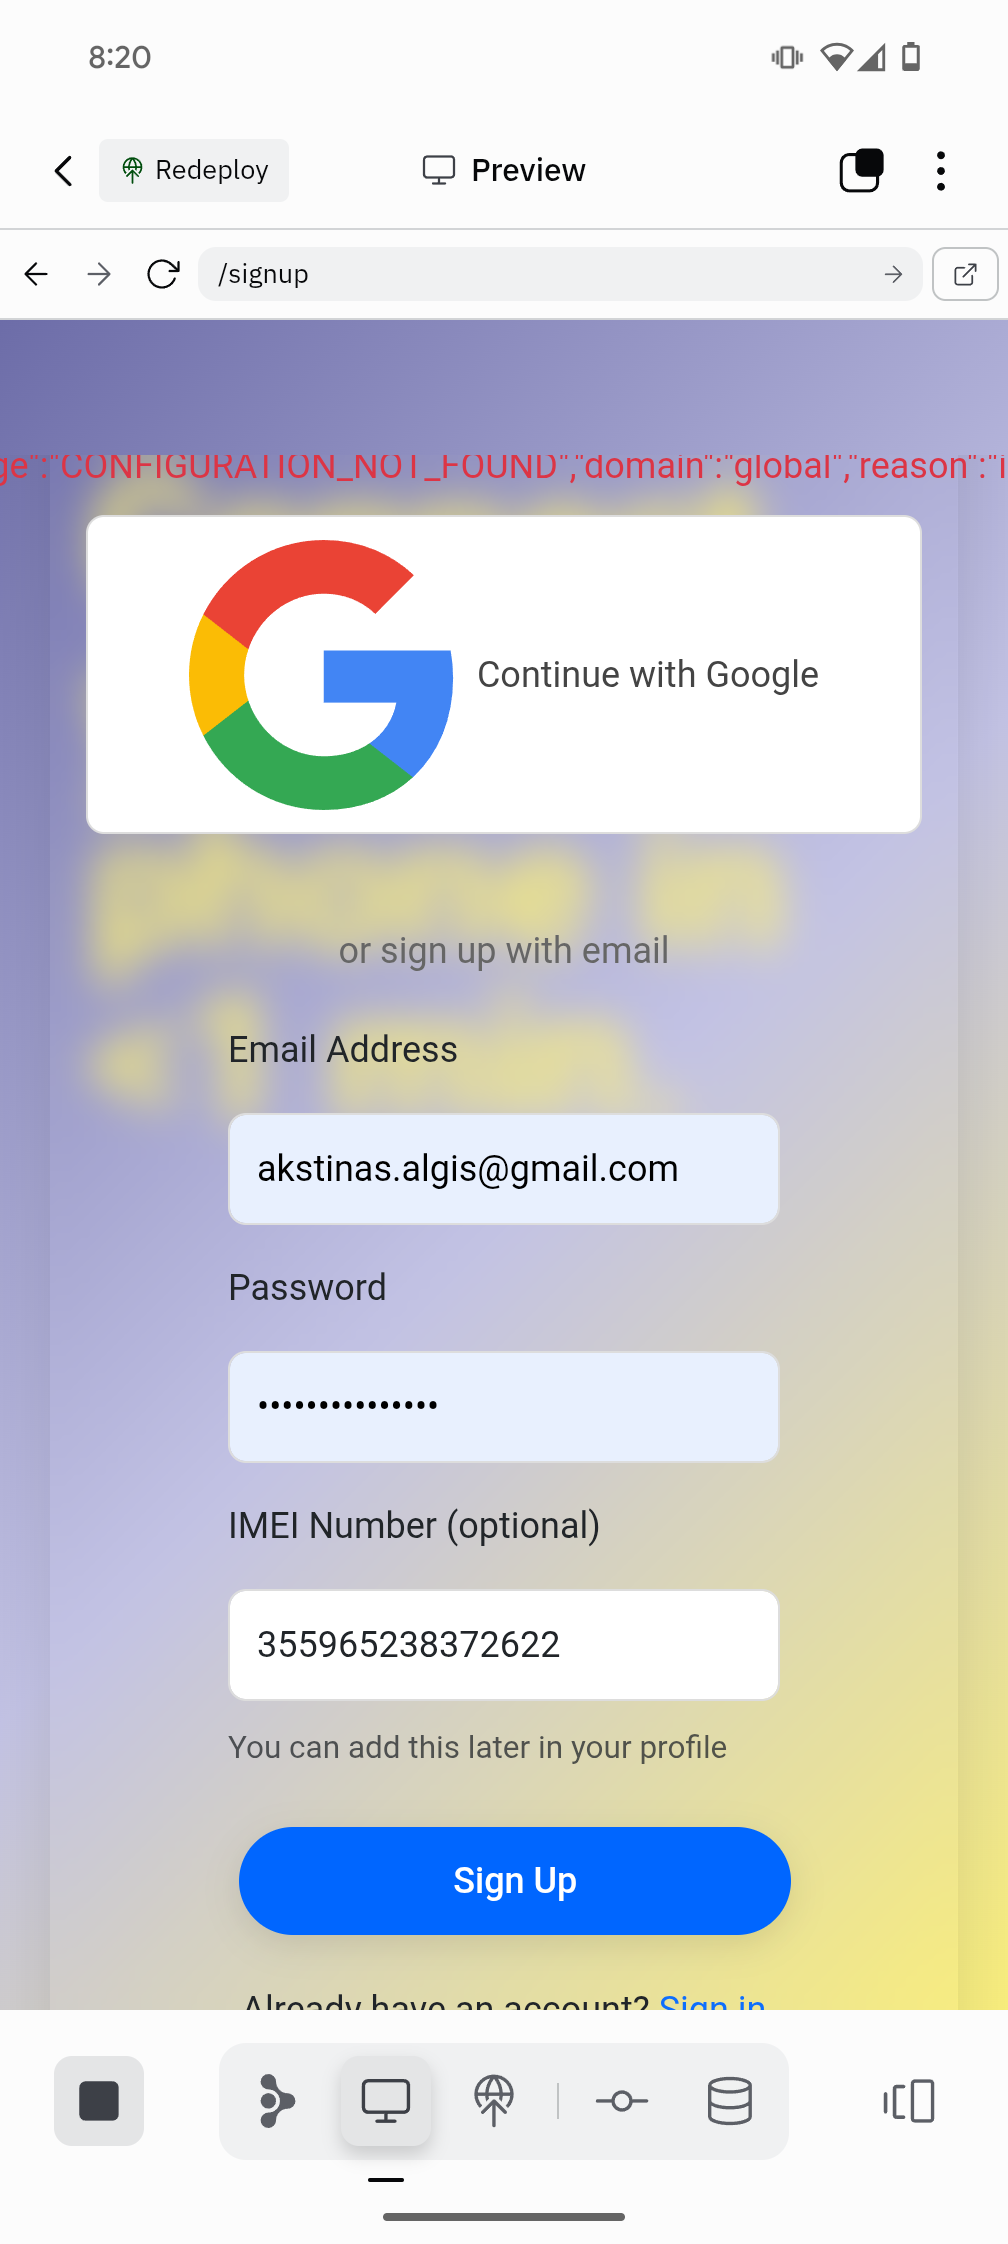 8:20
Redeploy
Preview
/signup
ge":"CONFIGURATION_NOT_FOUND","domain":"global","reason":"i
Continue with Google
or sign up with email
Email Address
akstinas.algis@gmail.com
Password
•••••••••••••••
IMEI Number (optional)
355965238372622
You can add this later in your profile
Sign Up
Already have an account? Sign in